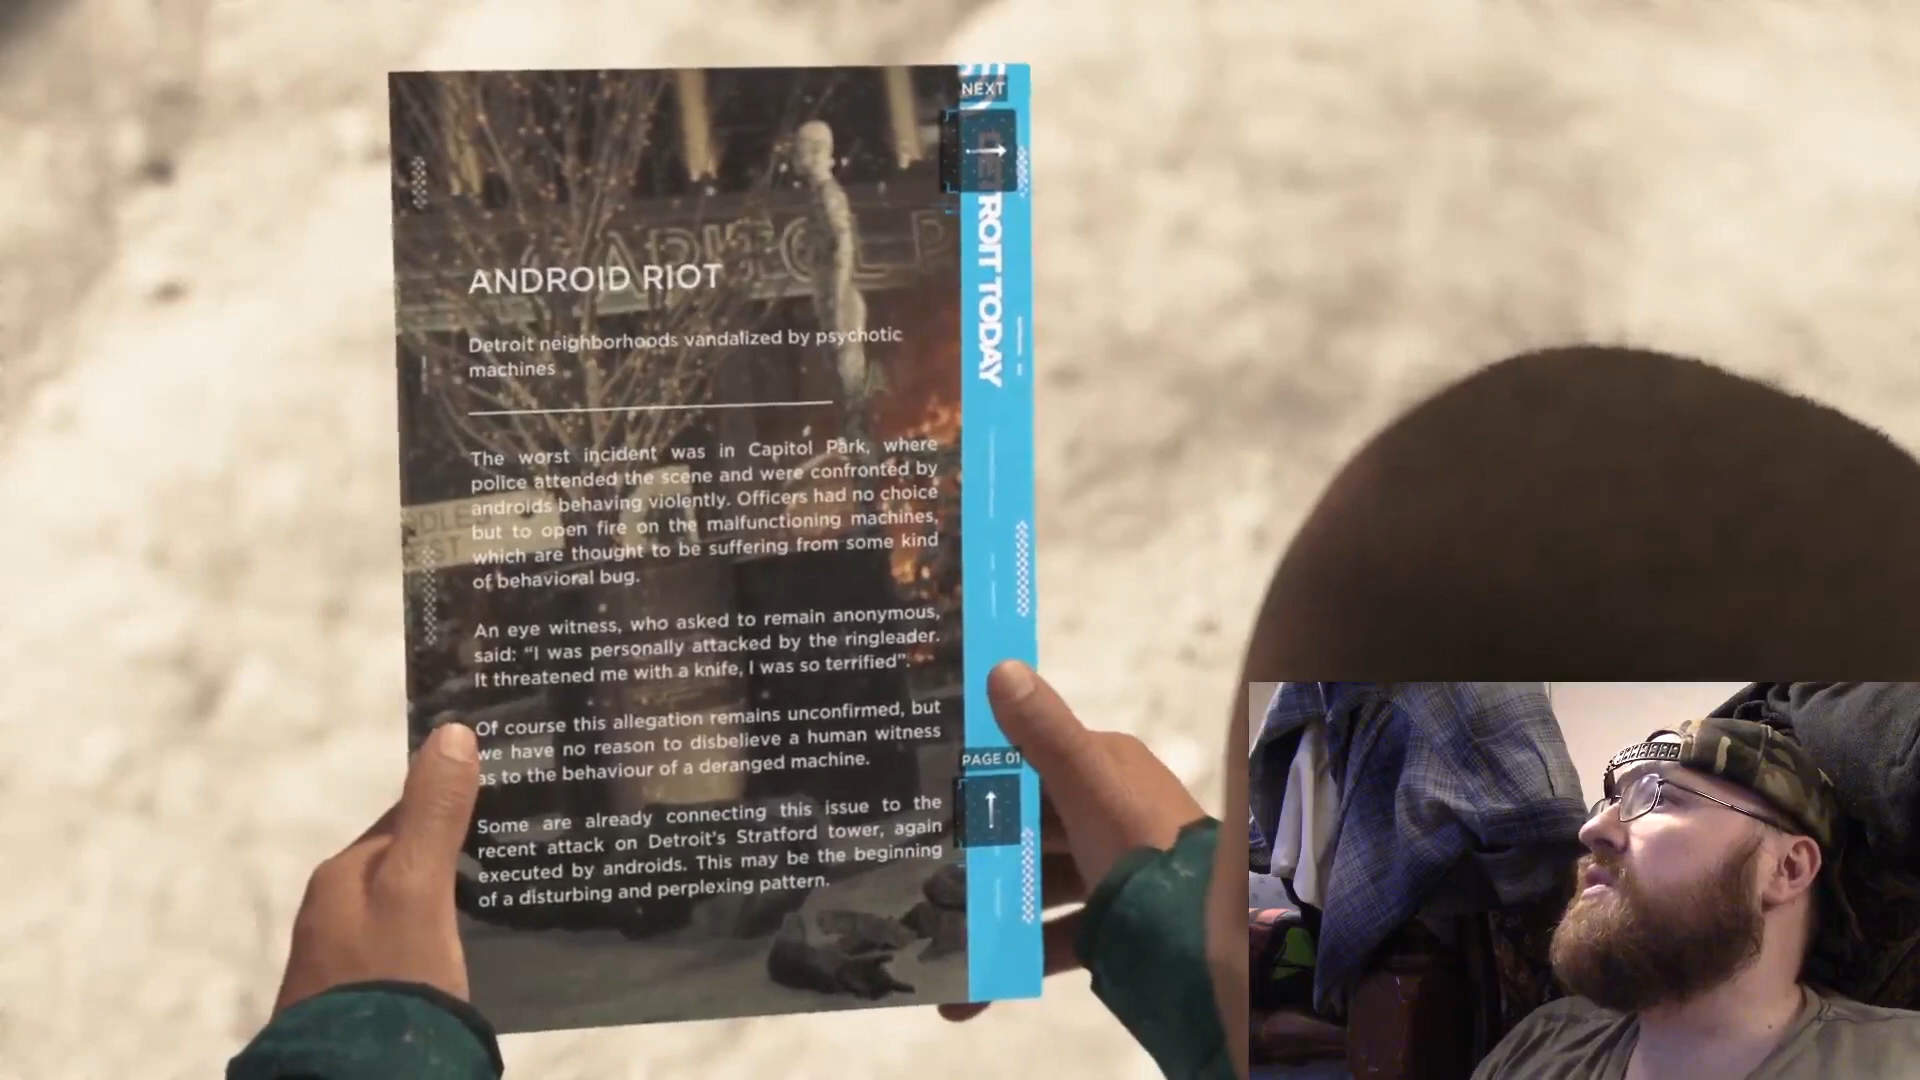 NEXT
ROIT TODAY
CAPITOL P
ANDROID RIOT
Detroit neighborhoods vandalized by psychotic
machines
The worst incident was in Capitol Park, where
police attended the scene and were confronted by
androids behaving violently. Officers had no choice
but to open fire on the malfunctioning machines,
which are thought to be suffering from some kind
of behavioral bug.
An eye witness, who asked to remain anonymous,
said: “I was personally attacked by the ringleader.
It threatened me with a knife, I was so terrified”.
Of course this allegation remains unconfirmed, but
we have no reason to disbelieve a human witness
as to the behaviour of a deranged machine.
Some are already connecting this issue to the
recent attack on Detroit's Stratford tower, again
executed by androids. This may be the beginning
of a disturbing and perplexing pattern.
PAGE 01